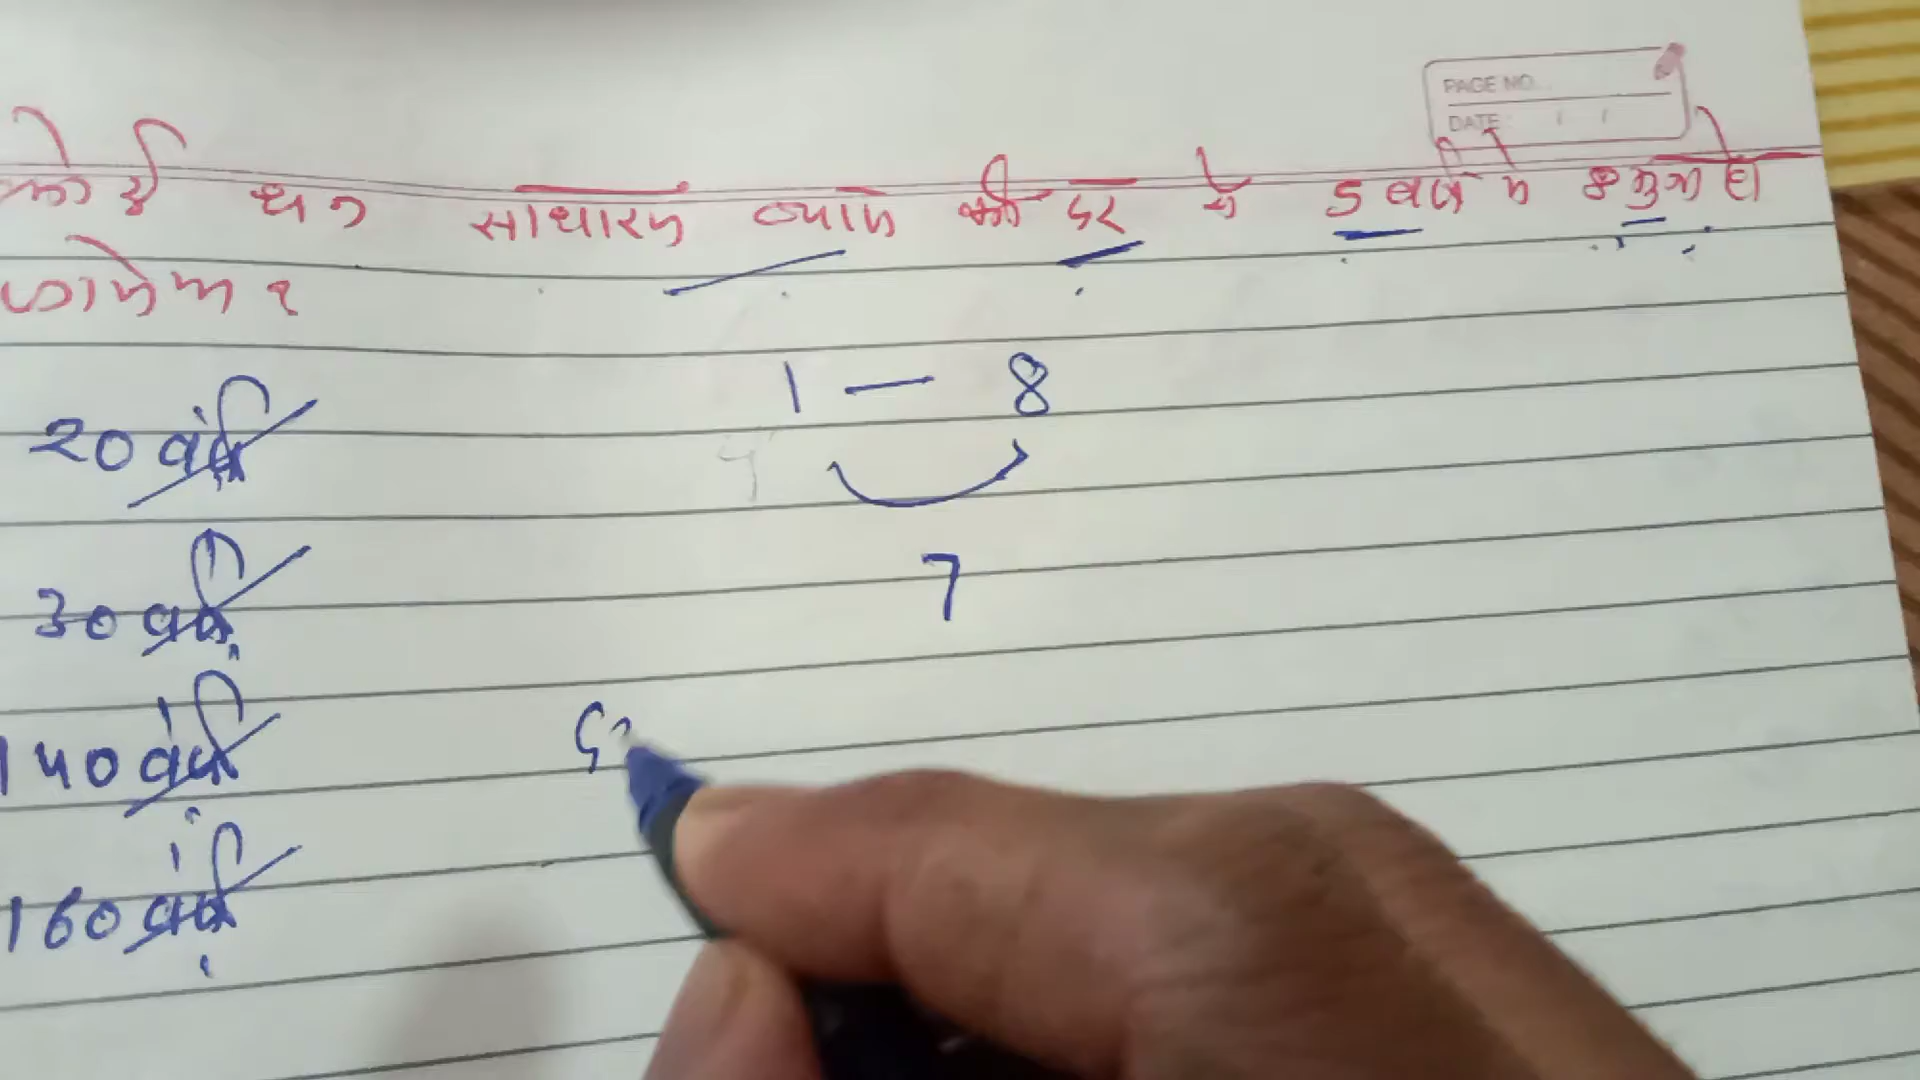 PAGE NO.
DATE
कोई धन साधारण ब्याज की दर से 5 वर्ष में 8 गुना हो
जायेगा
1 — 8
20 वर्ष
7
30 वर्ष
140 वर्ष
160 वर्ष